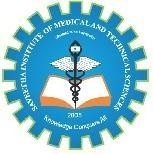 SAVEETHA INSTITUTE OF MEDICAL AND TECHNICAL SCIENCES
2005
Knowledge Conquers All